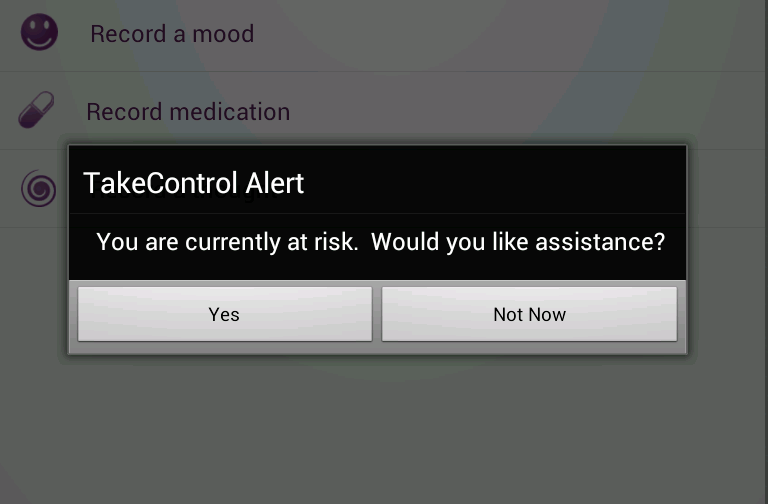 Record a mood
Record medication
TakeControl Alert
You are currently at risk.  Would you like assistance?
Yes
Not Now